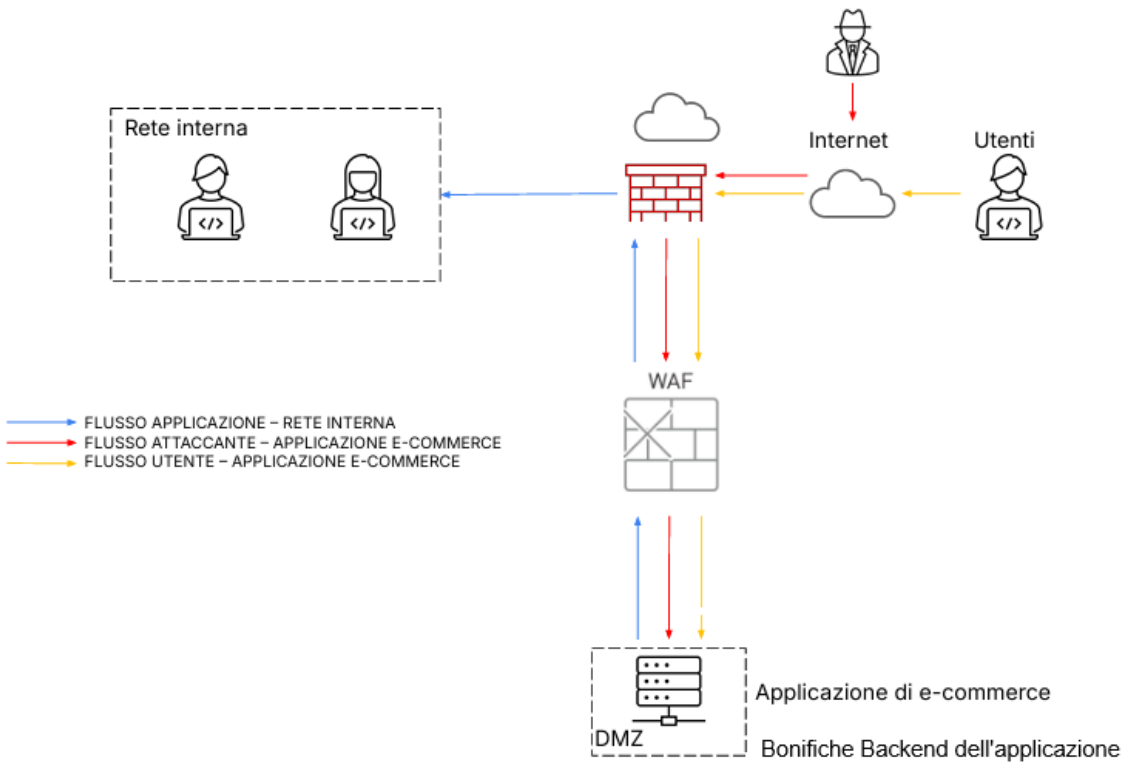 Rete interna
Internet
Utenti
</>
</>
</>
WAF
FLUSSO APPLICAZIONE – RETE INTERNA
FLUSSO ATTACCANTE – APPLICAZIONE E-COMMERCE
FLUSSO UTENTE – APPLICAZIONE E-COMMERCE
Applicazione di e-commerce
DMZ
Bonifiche Backend dell'applicazione